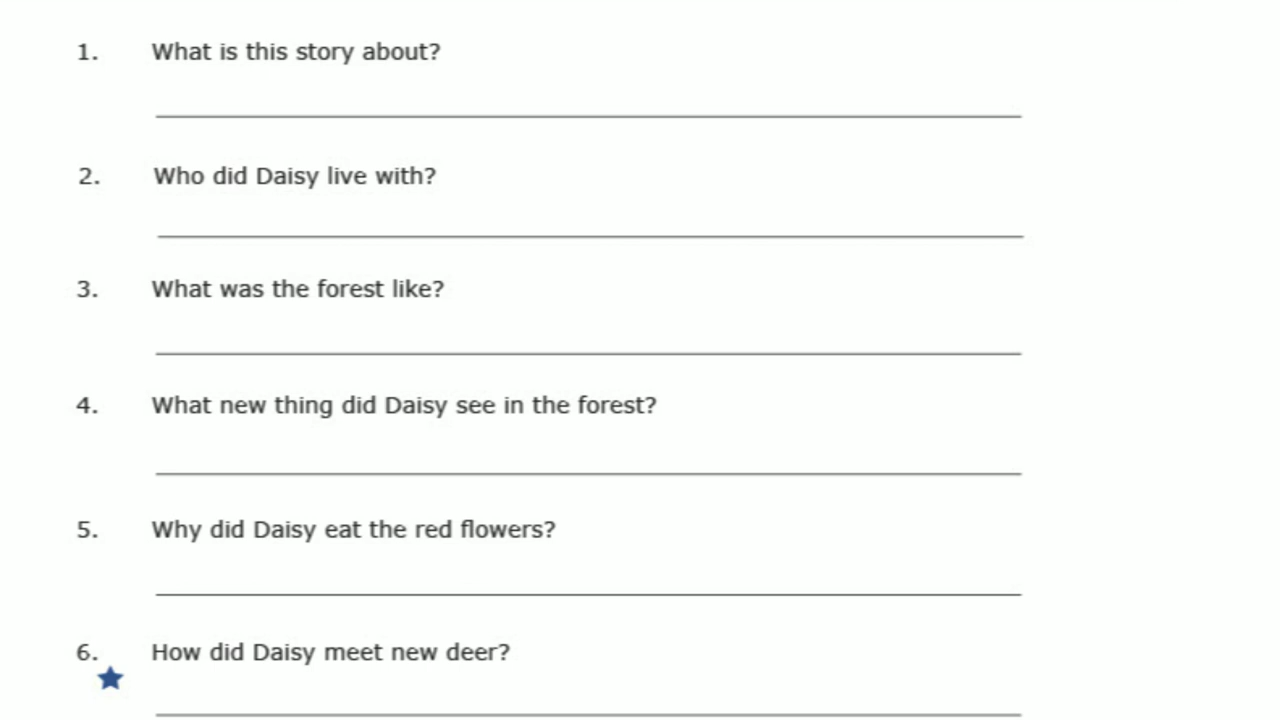 1. What is this story about?
2. Who did Daisy live with?
3. What was the forest like?
4. What new thing did Daisy see in the forest?
5. Why did Daisy eat the red flowers?
6. How did Daisy meet new deer?